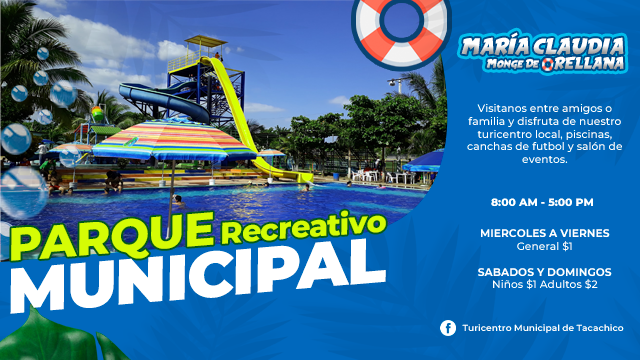 MARÍA CLAUDIA
MONGE DE ORELLANA
Visitanos entre amigos o
familia y disfruta de nuestro
turicentro local, piscinas,
canchas de futbol y salón de
eventos.
8:00 AM - 5:00 PM
MIERCOLES A VIERNES
General $1
SABADOS Y DOMINGOS
Niños $1 Adultos $2
Turicentro Municipal de Tacachico
PARQUE Recreativo
MUNICIPAL